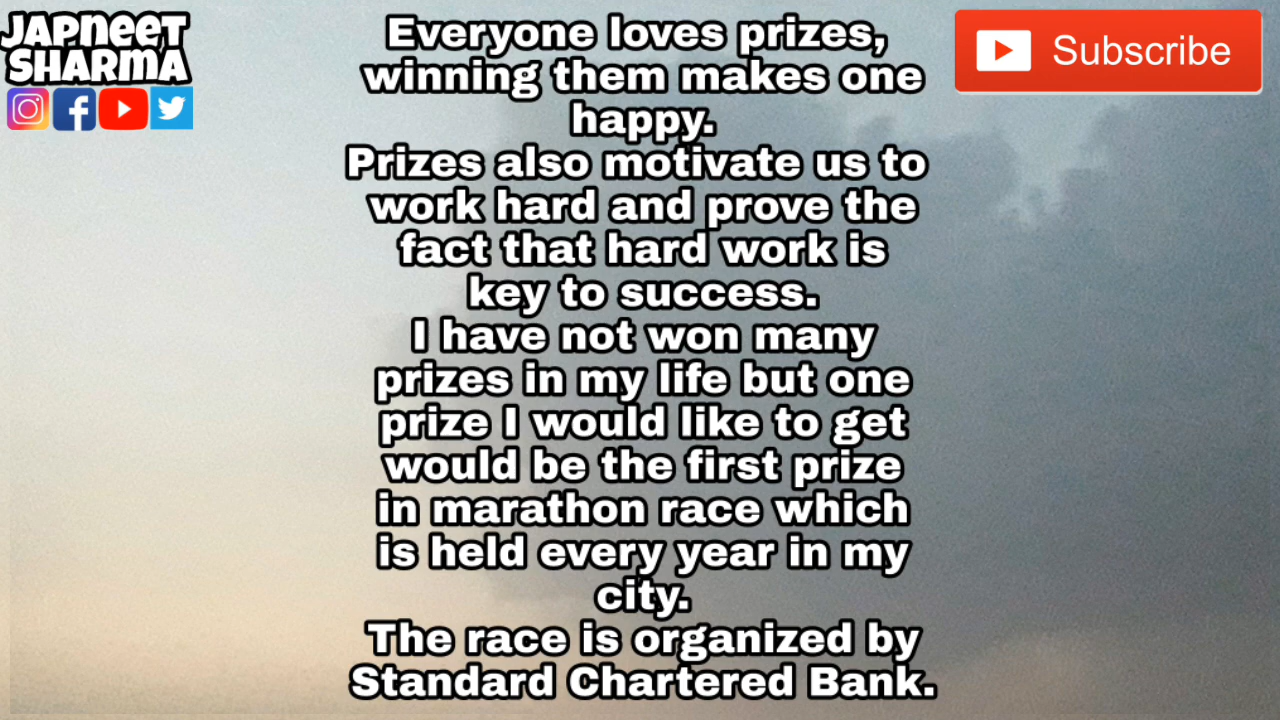 JAPNEET
SHARMA
Subscribe
Everyone loves prizes,
winning them makes one
happy.
Prizes also motivate us to
work hard and prove the
fact that hard work is
key to success.
I have not won many
prizes in my life but one
prize I would like to get
would be the first prize
in marathon race which
is held every year in my
city.
The race is organized by
Standard Chartered Bank.